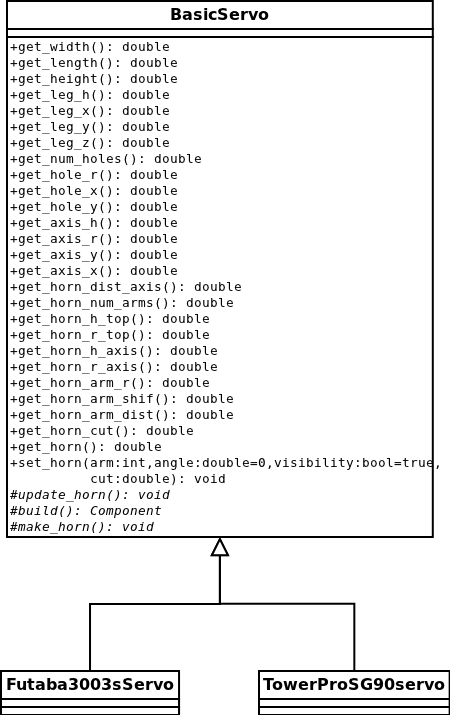 BasicServo
+get_width(): double
+get_length(): double
+get_height(): double
+get_leg_h(): double
+get_leg_x(): double
+get_leg_y(): double
+get_leg_z(): double
+get_num_holes(): double
+get_hole_r(): double
+get_hole_x(): double
+get_hole_y(): double
+get_axis_h(): double
+get_axis_r(): double
+get_axis_y(): double
+get_axis_x(): double
+get_horn_dist_axis(): double
+get_horn_num_arms(): double
+get_horn_h_top(): double
+get_horn_r_top(): double
+get_horn_h_axis(): double
+get_horn_r_axis(): double
+get_horn_arm_r(): double
+get_horn_arm_shif(): double
+get_horn_arm_dist(): double
+get_horn_cut(): double
+get_horn(): double
+set_horn(arm:int,angle:double=0,visibility:bool=true,
cut:double): void
#update_horn(): void
#build(): Component
#make_horn(): void
Futaba3003sServo
TowerProSG90servo